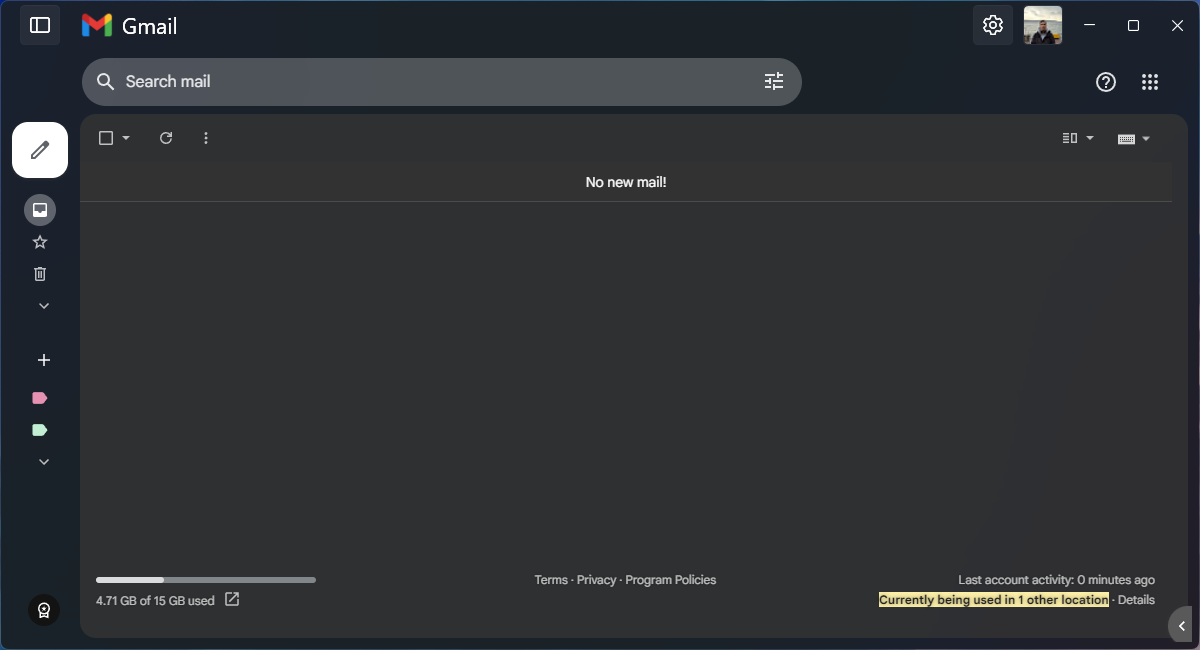 Gmail
Search mail
No new mail!
4.71 GB of 15 GB used
Terms · Privacy · Program Policies
Last account activity: 0 minutes ago
Currently being used in 1 other location · Details